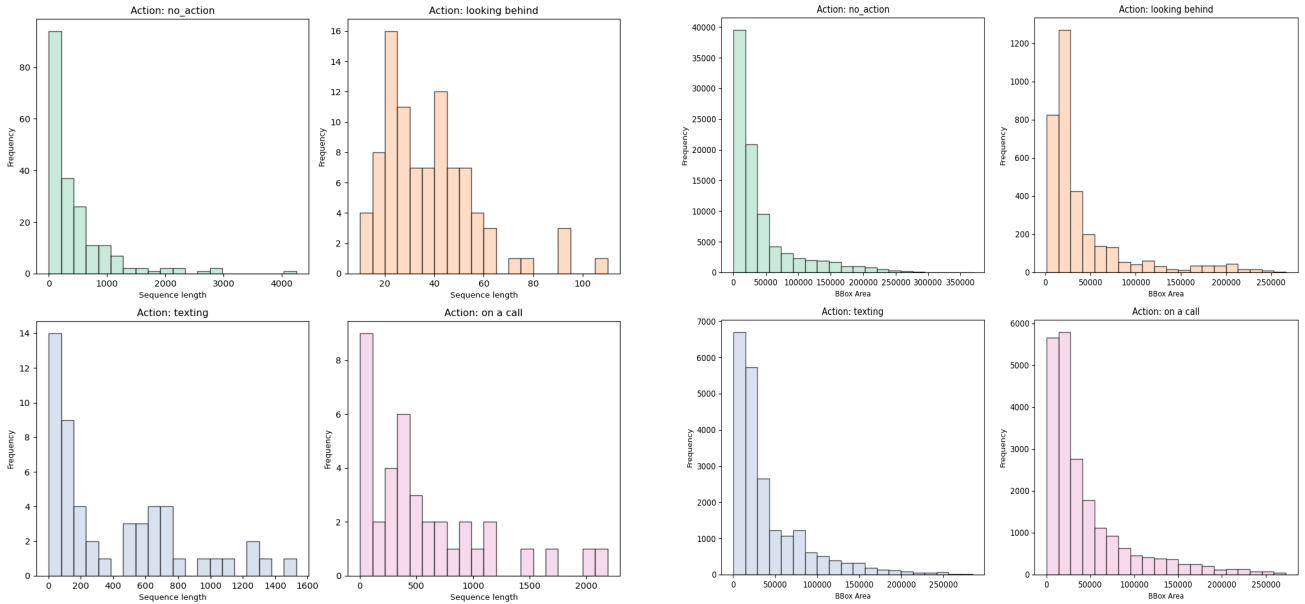 Action: no_action
Frequency
80
60
40
20
0
0 1000 2000 3000 4000
Sequence length
Action: looking behind
Frequency
16
14
12
10
8
6
4
2
0
20 40 60 80 100
Sequence length
Action: no_action
Frequency
40000
35000
30000
25000
20000
15000
10000
5000
0
0 50000 100000 150000 200000 250000 300000 350000
BBox Area
Action: looking behind
Frequency
1200
1000
800
600
400
200
0
0 50000 100000 150000 200000 250000
BBox Area
Action: texting
Frequency
14
12
10
8
6
4
2
0
0 200 400 600 800 1000 1200 1400 1600
Sequence length
Action: on a call
Frequency
8
6
4
2
0
0 500 1000 1500 2000
Sequence length
Action: texting
Frequency
7000
6000
5000
4000
3000
2000
1000
0
0 50000 100000 150000 200000 250000
BBox Area
Action: on a call
Frequency
6000
5000
4000
3000
2000
1000
0
0 50000 100000 150000 200000 250000
BBox Area